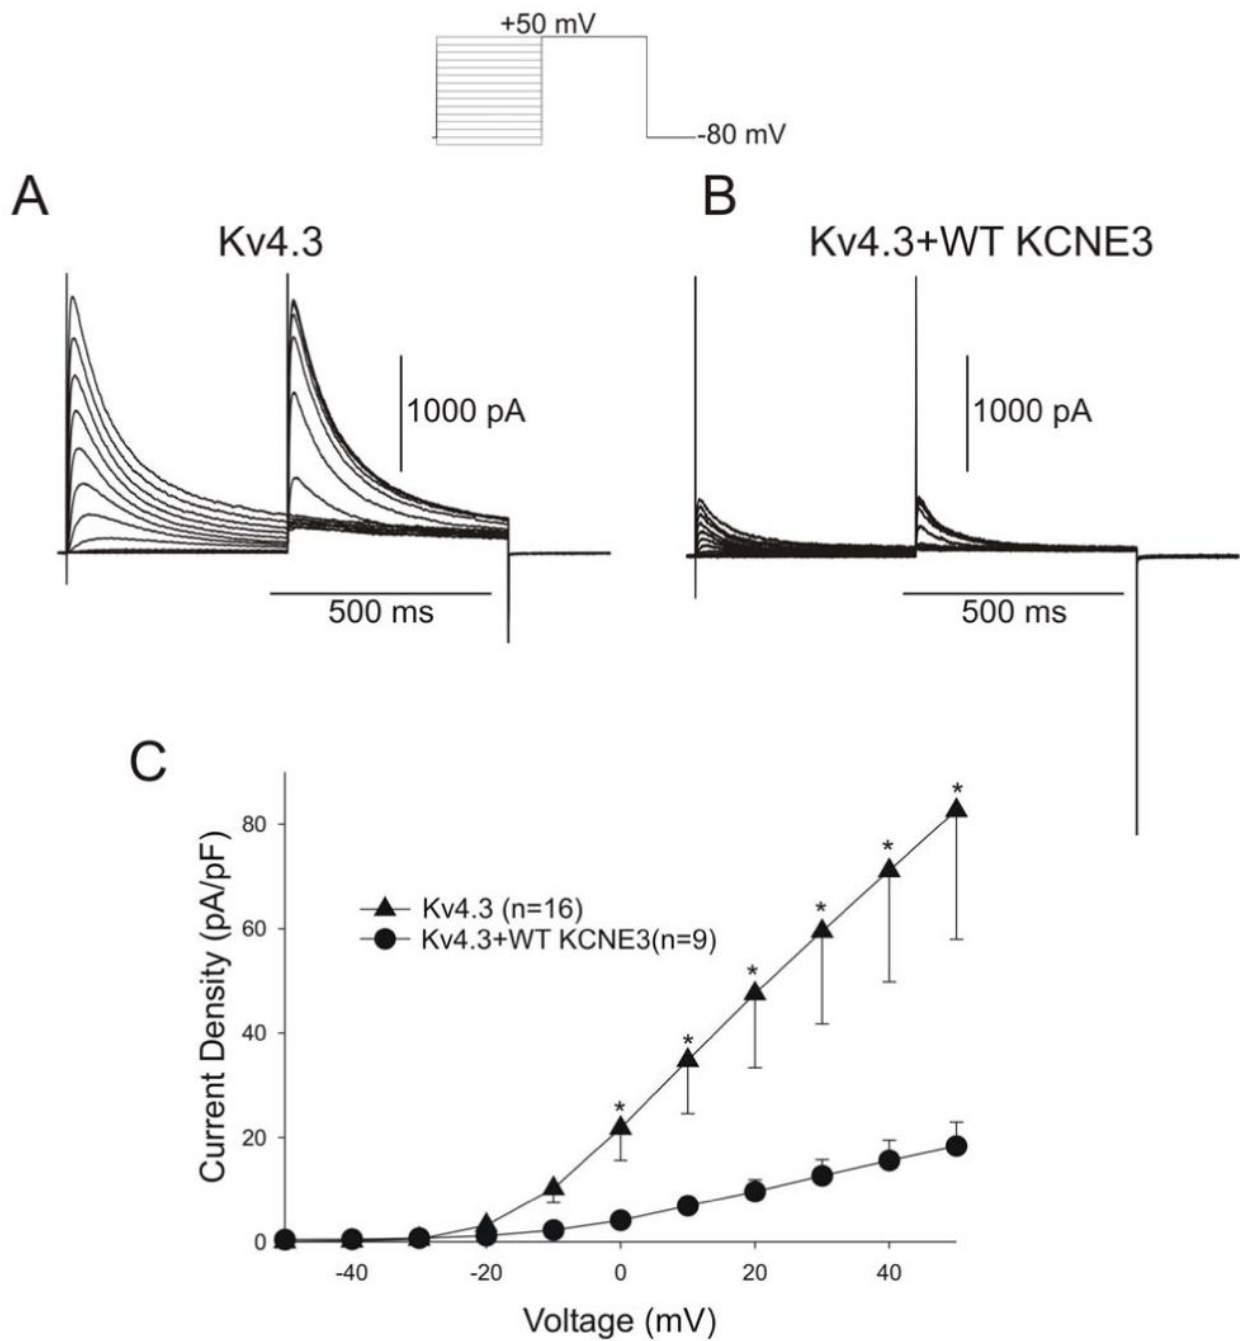 +50 mV
-80 mV
A
B
Kv4.3
Kv4.3+WT KCNE3
1000 pA
1000 pA
500 ms
500 ms
C
Current Density (pA/pF)
80
60
40
20
0
Kv4.3 (n=16)
Kv4.3+WT KCNE3(n=9)
*
*
*
*
*
*
-40
-20
0
20
40
Voltage (mV)